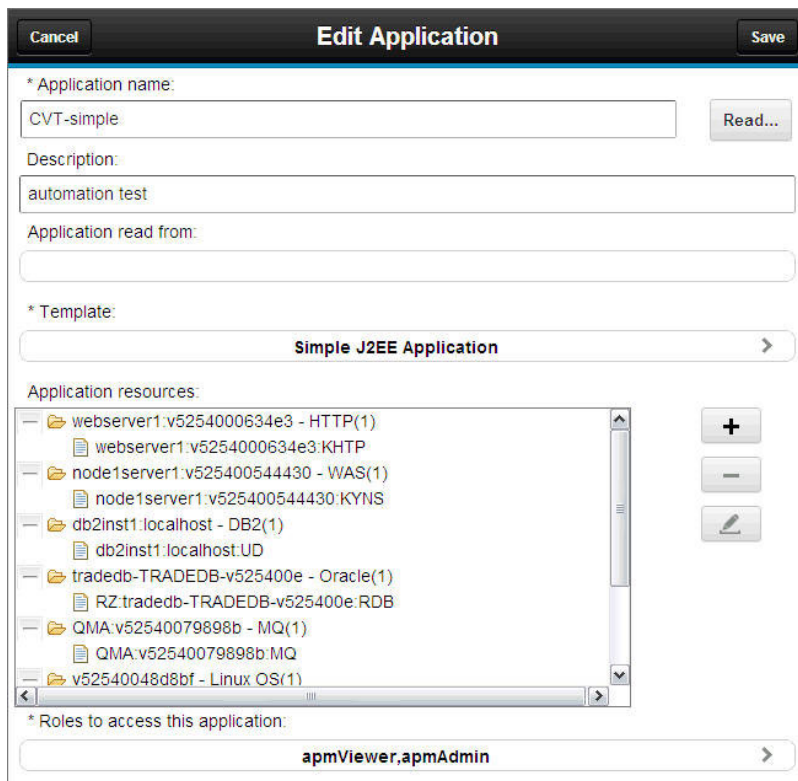 Cancel
Edit Application
Save
* Application name:
CVT-simple
Read...
Description:
automation test
Application read from:
* Template:
Simple J2EE Application
Application resources:
webserver1:v5254000634e3 - HTTP(1)
webserver1:v5254000634e3:KHTP
node1server1:v525400544430 - WAS(1)
node1server1:v525400544430:KYNS
db2inst1:localhost - DB2(1)
db2inst1:localhost:UD
tradedb-TRADEDB-v525400e - Oracle(1)
RZ:tradedb-TRADEDB-v525400e:RDB
QMA:v52540079898b - MQ(1)
QMA:v52540079898b:MQ
v52540048d8bf - Linux OS(1)
* Roles to access this application:
apmViewer,apmAdmin